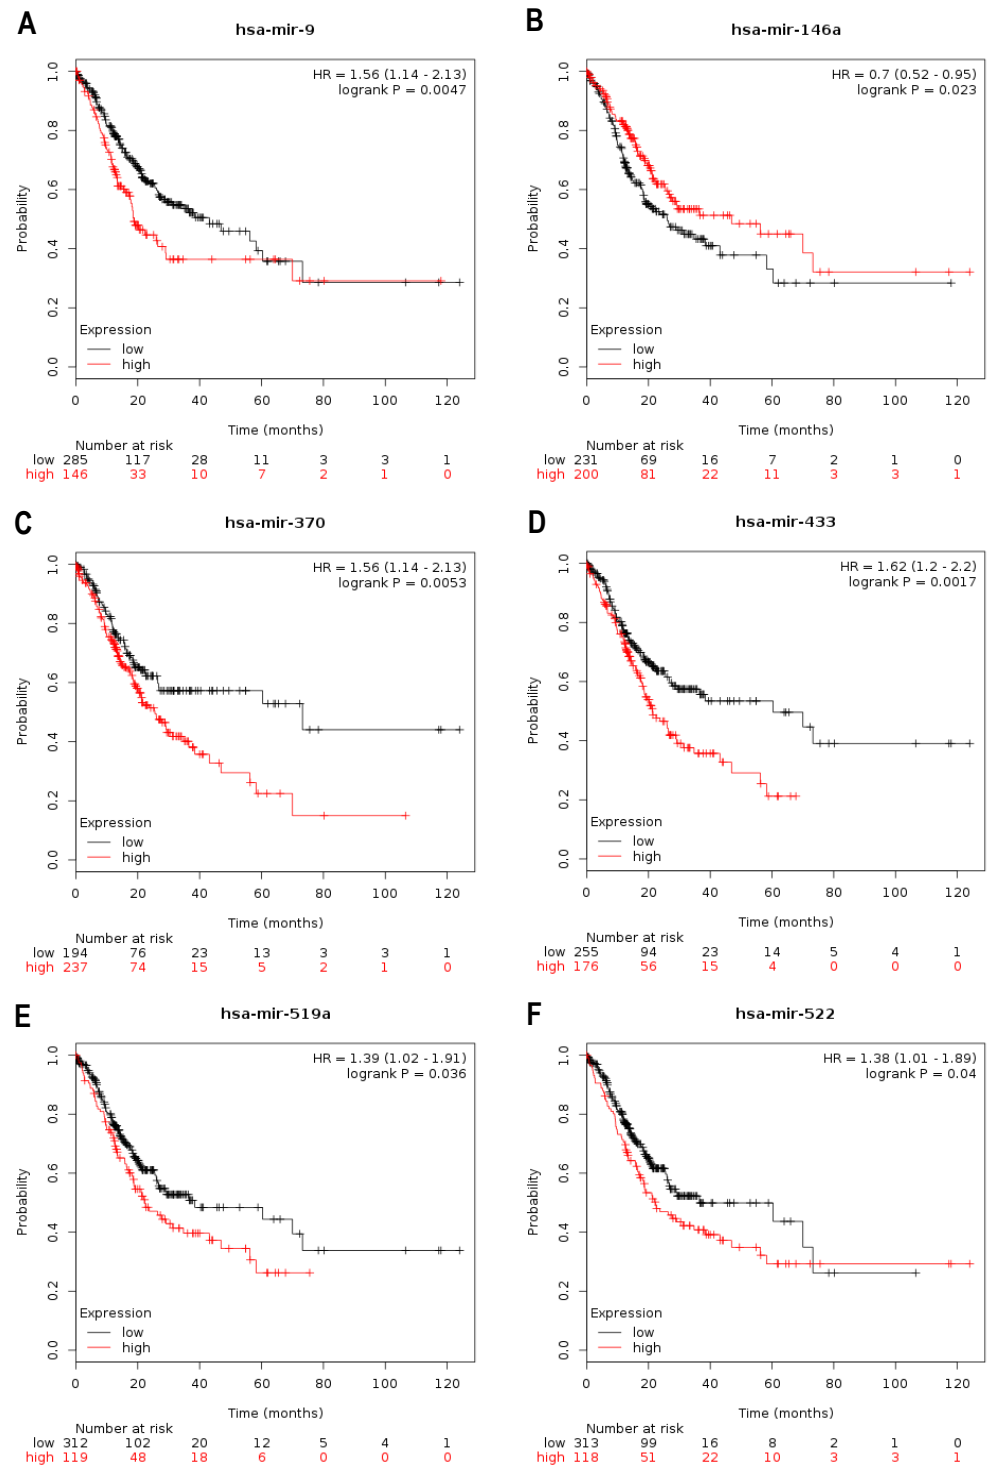 A
hsa-mir-9
HR = 1.56 (1.14 - 2.13)
logrank P = 0.0047
Probability
0.0 0.2 0.4 0.6 0.8 1.0
Expression
low
high
0 20 40 60 80 100 120
Time (months)
Number at risk
low 285 117 28 11 3 3 1
high 146 33 10 7 2 1 0
B
hsa-mir-146a
HR = 0.7 (0.52 - 0.95)
logrank P = 0.023
Probability
0.0 0.2 0.4 0.6 0.8 1.0
Expression
low
high
0 20 40 60 80 100 120
Time (months)
Number at risk
low 231 69 16 7 2 1 0
high 200 81 22 11 3 3 1
C
hsa-mir-370
HR = 1.56 (1.14 - 2.13)
logrank P = 0.0053
Probability
0.0 0.2 0.4 0.6 0.8 1.0
Expression
low
high
0 20 40 60 80 100 120
Time (months)
Number at risk
low 194 76 23 13 3 3 1
high 237 74 15 5 2 1 0
D
hsa-mir-433
HR = 1.62 (1.2 - 2.2)
logrank P = 0.0017
Probability
0.0 0.2 0.4 0.6 0.8 1.0
Expression
low
high
0 20 40 60 80 100 120
Time (months)
Number at risk
low 255 94 23 14 5 4 1
high 176 56 15 4 0 0 0
E
hsa-mir-519a
HR = 1.39 (1.02 - 1.91)
logrank P = 0.036
Probability
0.0 0.2 0.4 0.6 0.8 1.0
Expression
low
high
0 20 40 60 80 100 120
Time (months)
Number at risk
low 312 102 20 12 5 4 1
high 119 48 18 6 0 0 0
F
hsa-mir-522
HR = 1.38 (1.01 - 1.89)
logrank P = 0.04
Probability
0.0 0.2 0.4 0.6 0.8 1.0
Expression
low
high
0 20 40 60 80 100 120
Time (months)
Number at risk
low 313 99 16 8 2 1 0
high 118 51 22 10 3 3 1